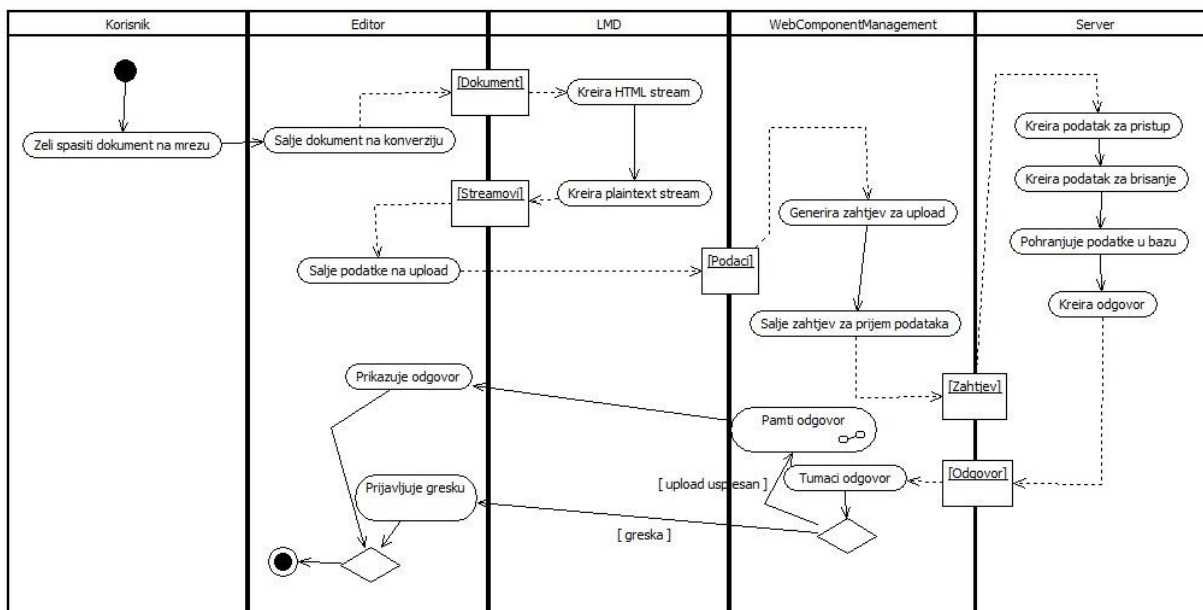 Korisnik
Editor
LMD
WebComponentManagement
Server
Zeli spasiti dokument na mrezu
Salje dokument na konverziju
[Dokument]
Kreira HTML stream
Kreira plaintext stream
[Streamovi]
Salje podatke na upload
[Podaci]
Generira zahtjev za upload
Salje zahtjev za prijem podataka
[Zahtjev]
Kreira podatak za pristup
Kreira podatak za brisanje
Pohranjuje podatke u bazu
Kreira odgovor
[Odgovor]
Tumaci odgovor
[ upload uspjesan ]
Pamti odgovor
Prikazuje odgovor
[ greska ]
Prijavljuje gresku